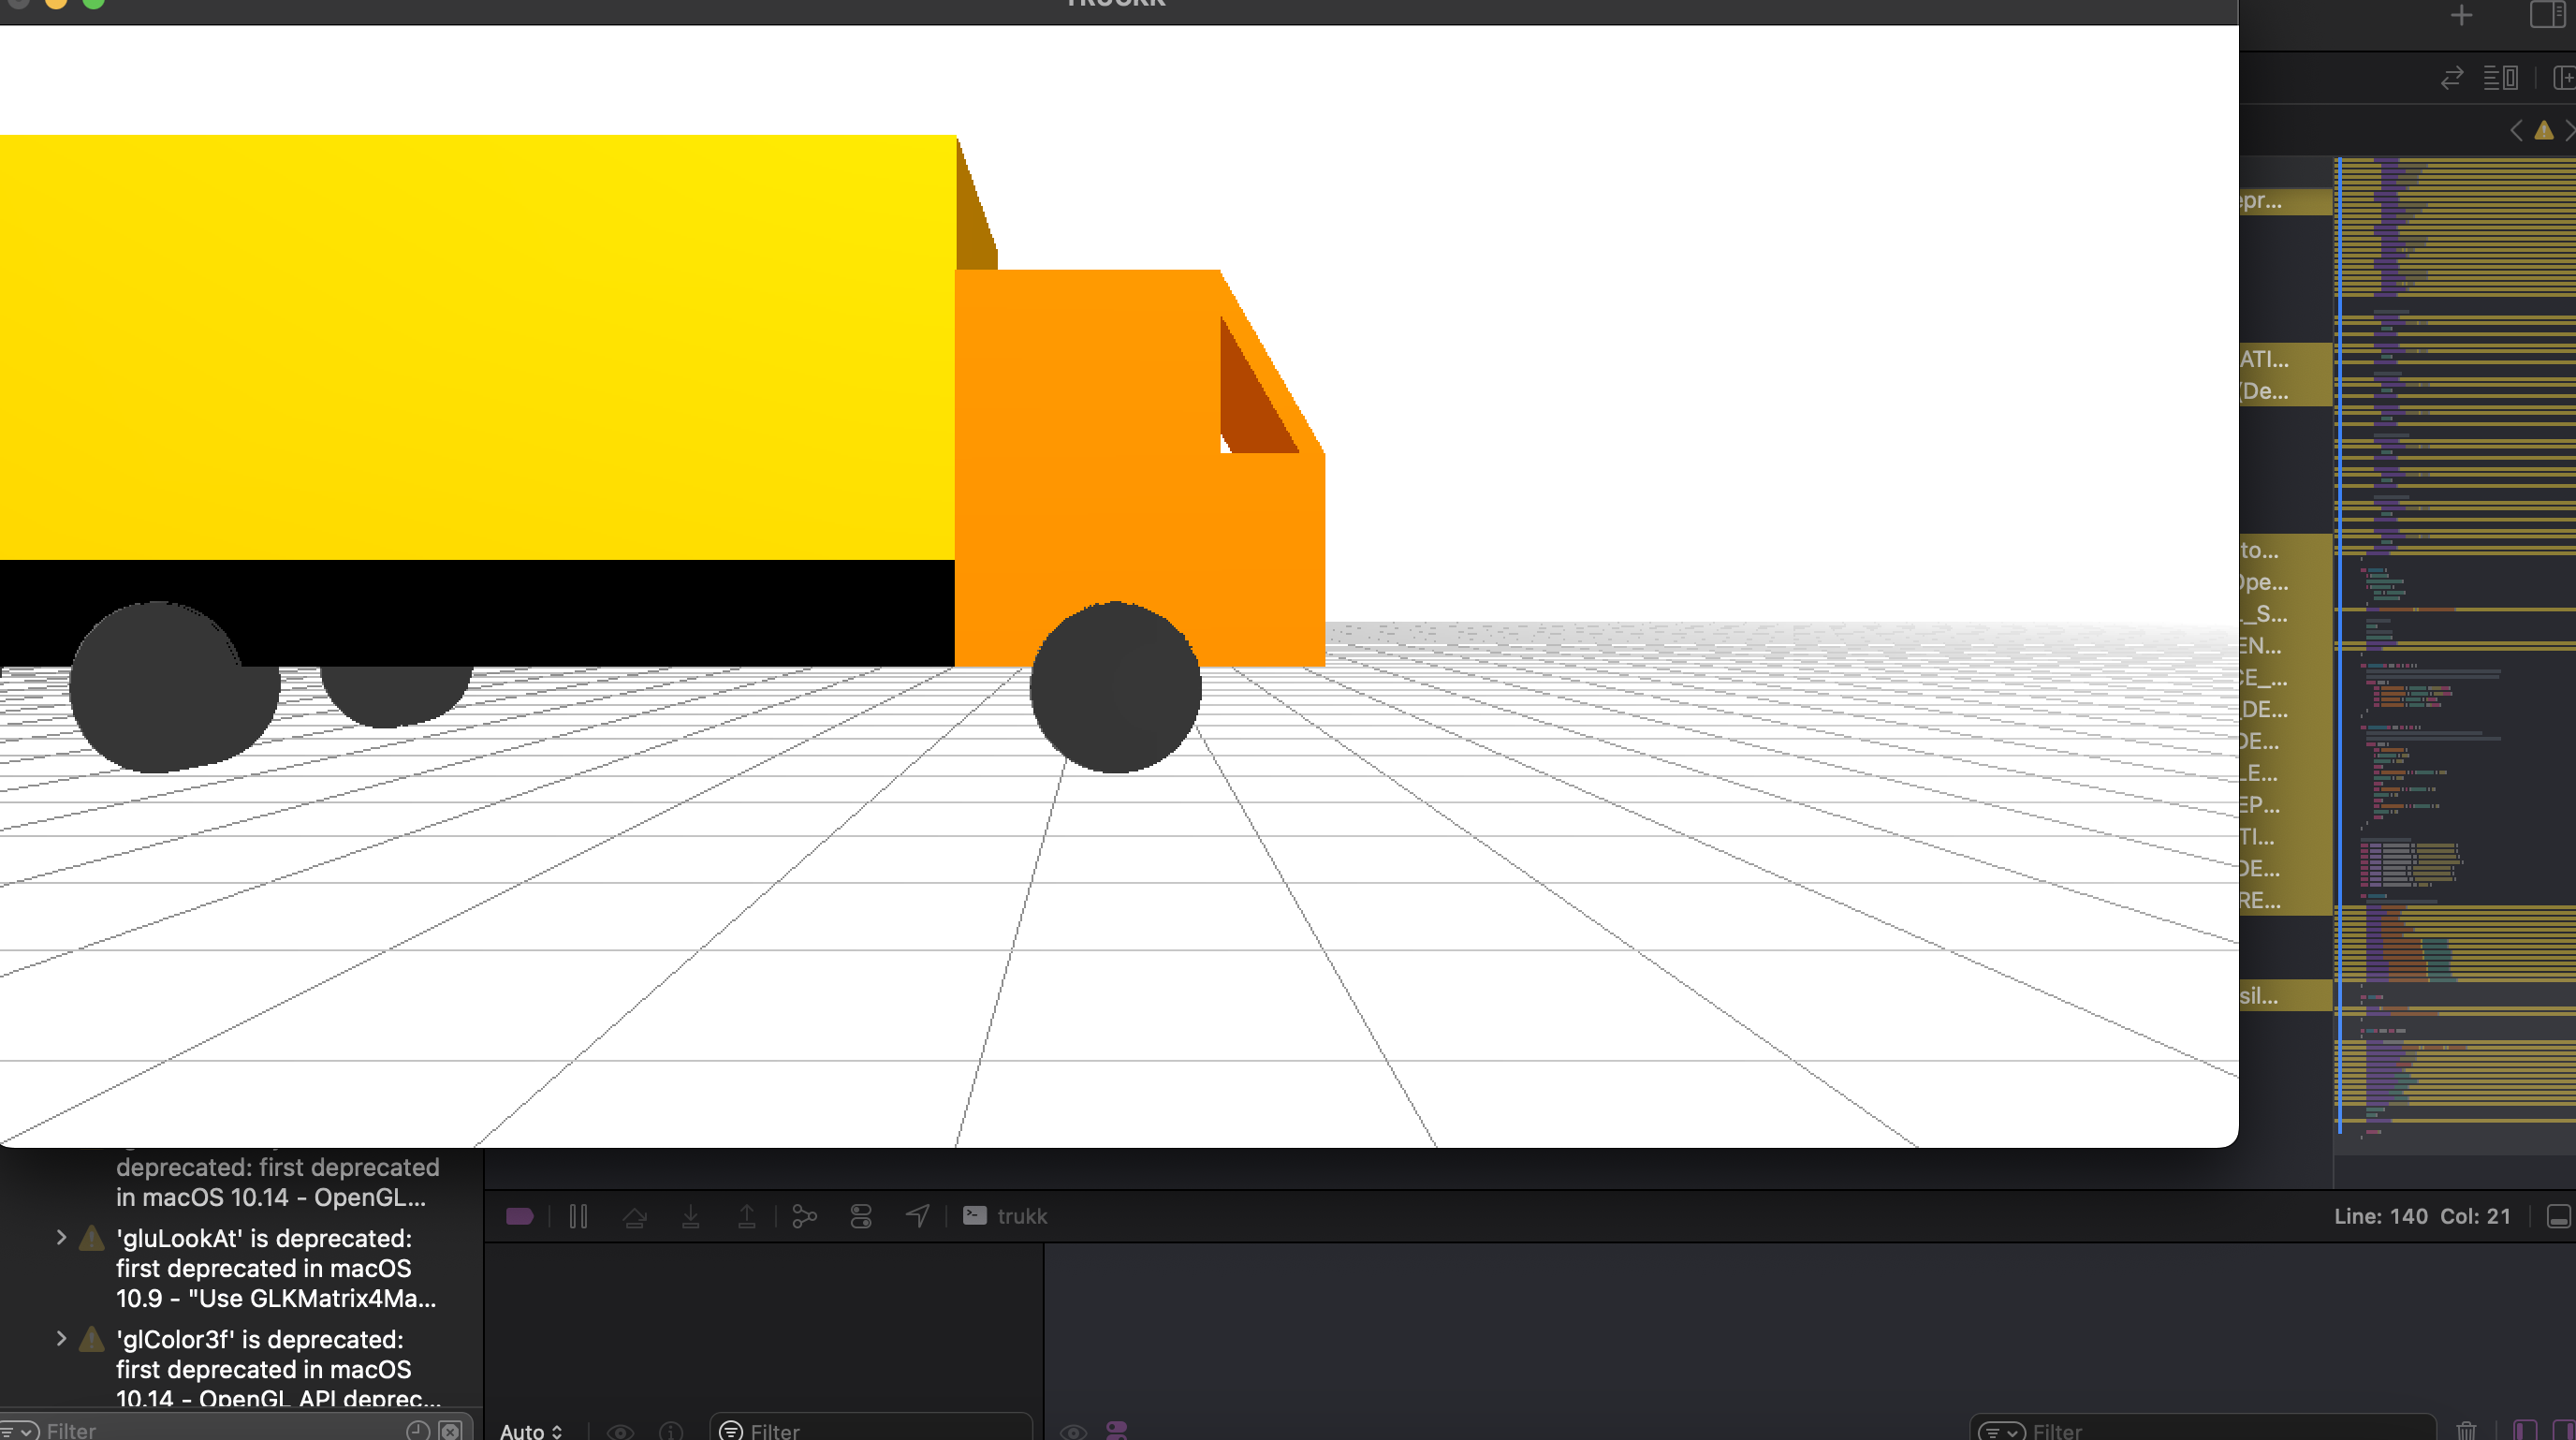 TRUCKK
epr...
ATI...
(De...
to...
Ope...
_S...
EN...
CE_...
_DE...
DE...
LE...
EP...
TI...
DE...
RE...
sil...
deprecated: first deprecated
in macOS 10.14 - OpenGL...
'gluLookAt' is deprecated:
first deprecated in macOS
10.9 - "Use GLKMatrix4Ma...
'glColor3f' is deprecated:
first deprecated in macOS
10.14 - OpenGL API deprec...
Filter
trukk
Line: 140 Col: 21
Auto
Filter
Filter